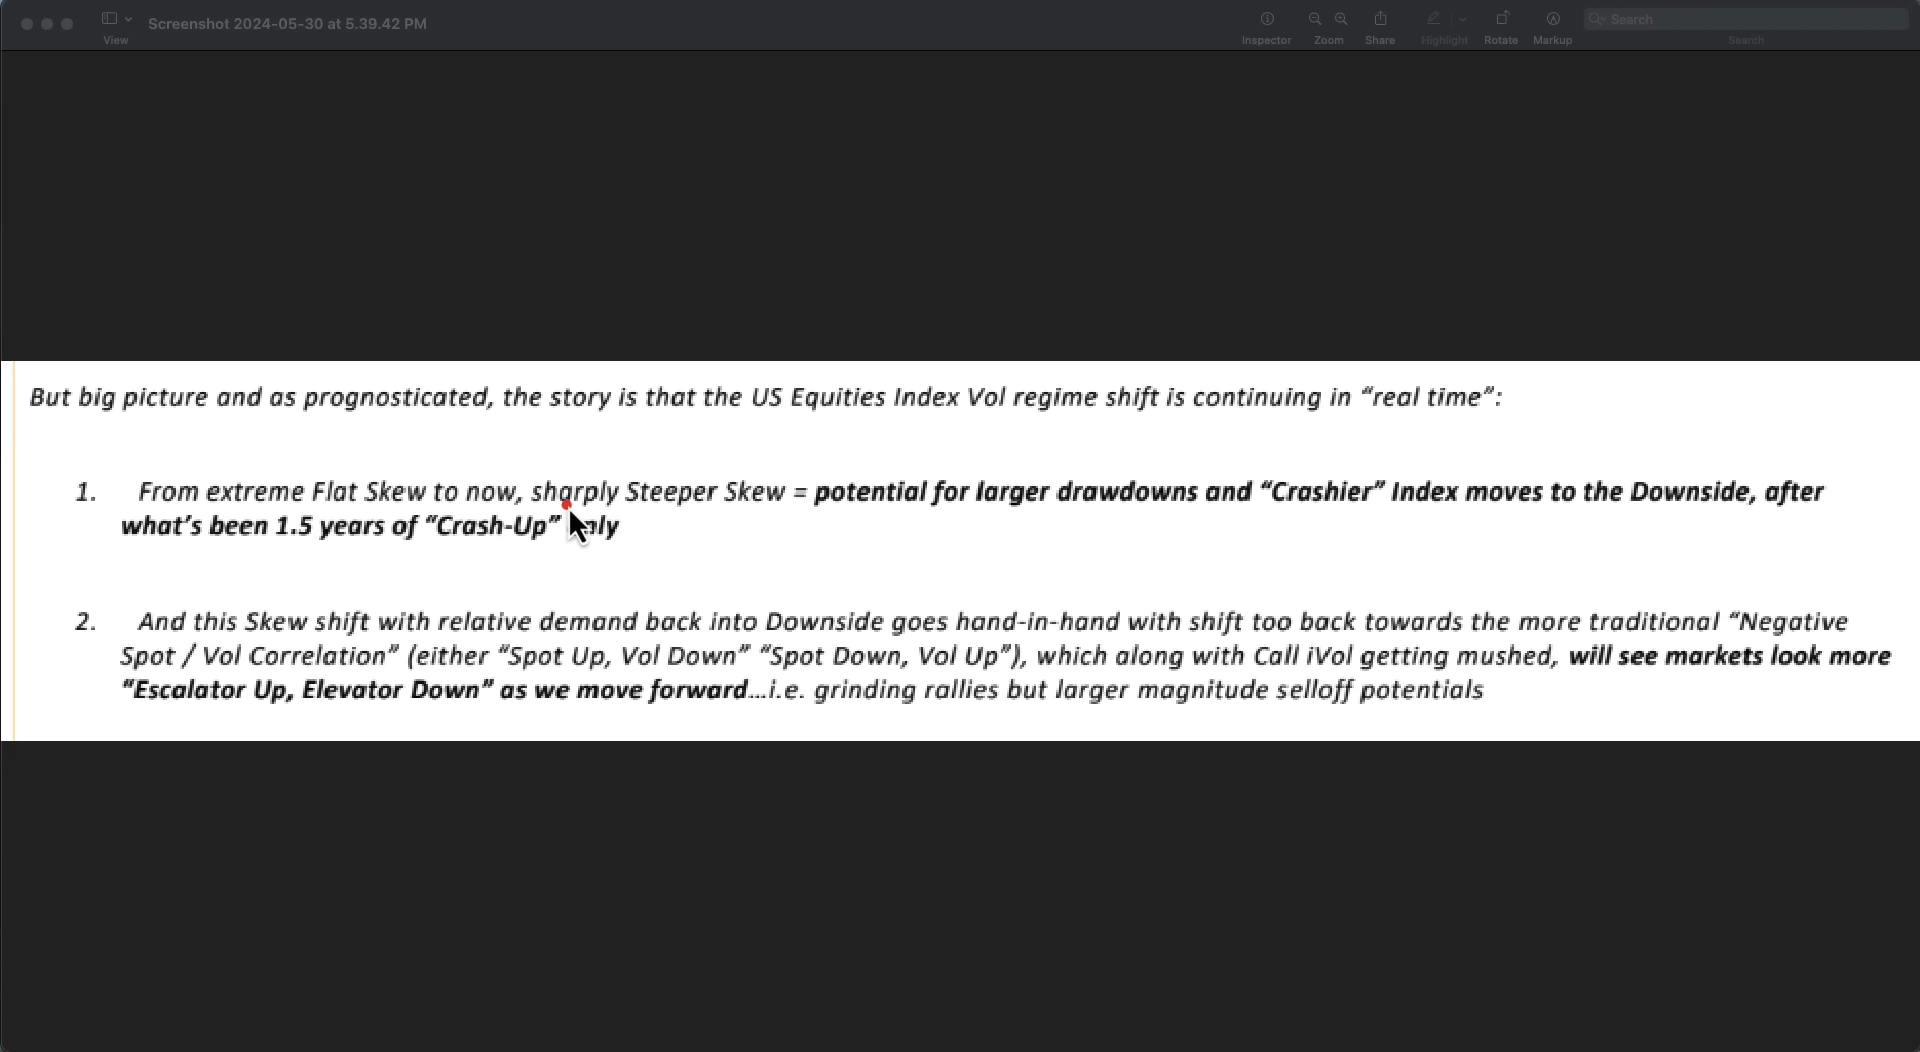 Screenshot 2024-05-30 at 5.39.42 PM
View
Inspector
Zoom
Share
Highlight
Rotate
Markup
Search
Search
But big picture and as prognosticated, the story is that the US Equities Index Vol regime shift is continuing in “real time”:
1. From extreme Flat Skew to now, sharply Steeper Skew = potential for larger drawdowns and “Crashier” Index moves to the Downside, after
what’s been 1.5 years of “Crash-Up”
2. And this Skew shift with relative demand back into Downside goes hand-in-hand with shift too back towards the more traditional “Negative
Spot / Vol Correlation” (either “Spot Up, Vol Down” “Spot Down, Vol Up”), which along with Call iVol getting mushed, will see markets look more
“Escalator Up, Elevator Down” as we move forward…i.e. grinding rallies but larger magnitude selloff potentials